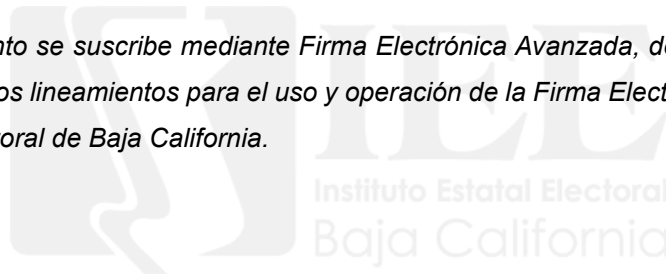 nto se suscribe mediante Firma Electrónica Avanzada, de
os lineamientos para el uso y operación de la Firma Elect
oral de Baja California.
IEE
Instituto Estatal Electoral
Baja California